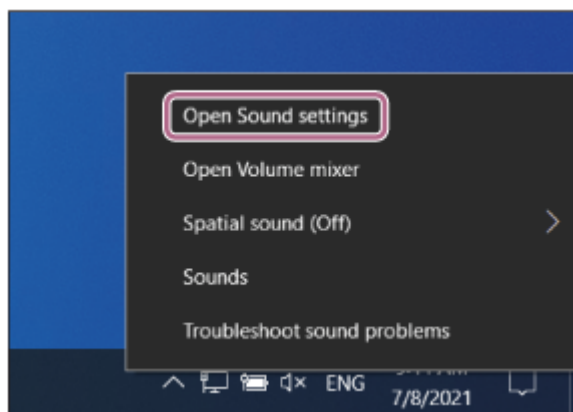 Open Sound settings
Open Volume mixer
Spatial sound (Off)
Sounds
Troubleshoot sound problems
ENG
7/8/2021